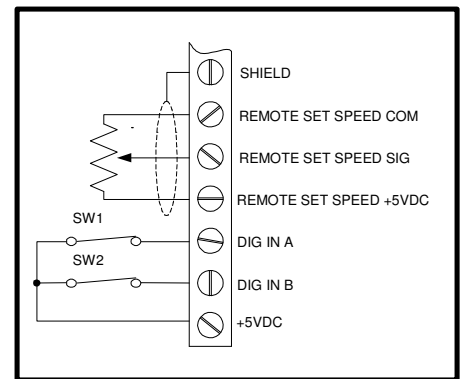 SHIELD
REMOTE SET SPEED COM
REMOTE SET SPEED SIG
REMOTE SET SPEED +5VDC
SW1
DIG IN A
SW2
DIG IN B
+5VDC